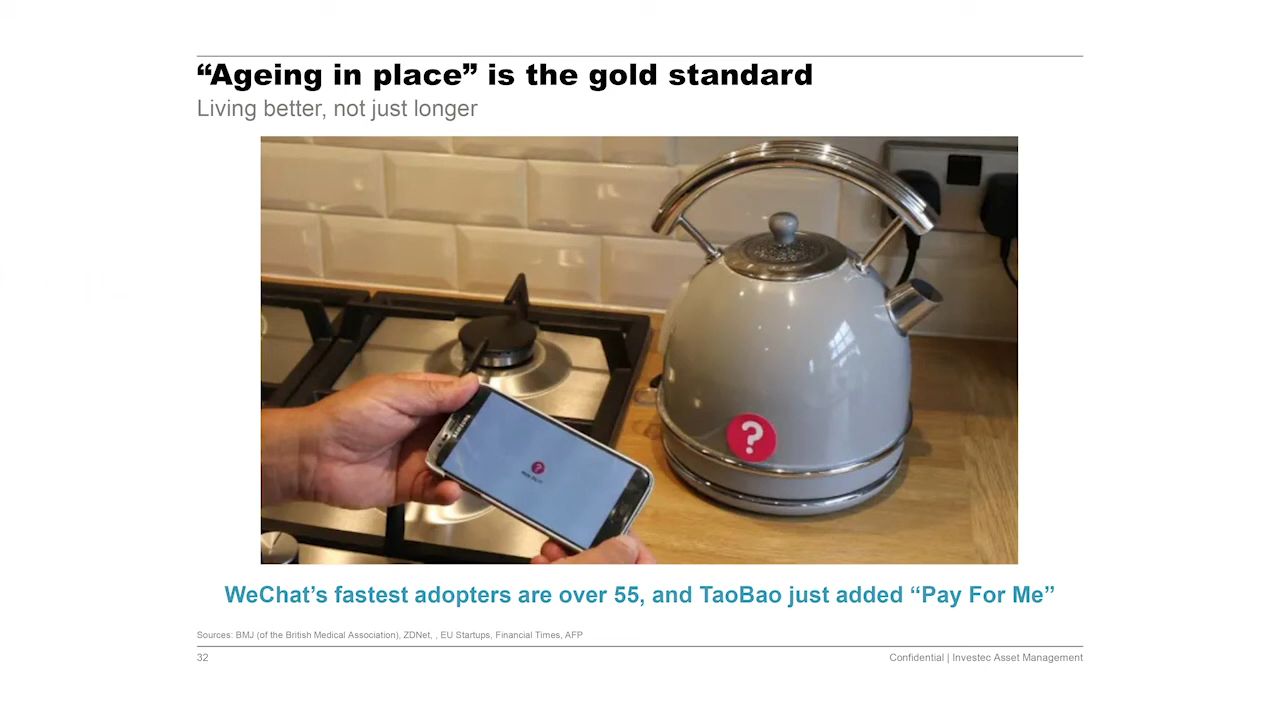 “Ageing in place” is the gold standard
Living better, not just longer
?
SAMSUNG
?
WeChat’s fastest adopters are over 55, and TaoBao just added “Pay For Me”
Sources: BMJ (of the British Medical Association), ZDNet, , EU Startups, Financial Times, AFP
32
Confidential | Investec Asset Management